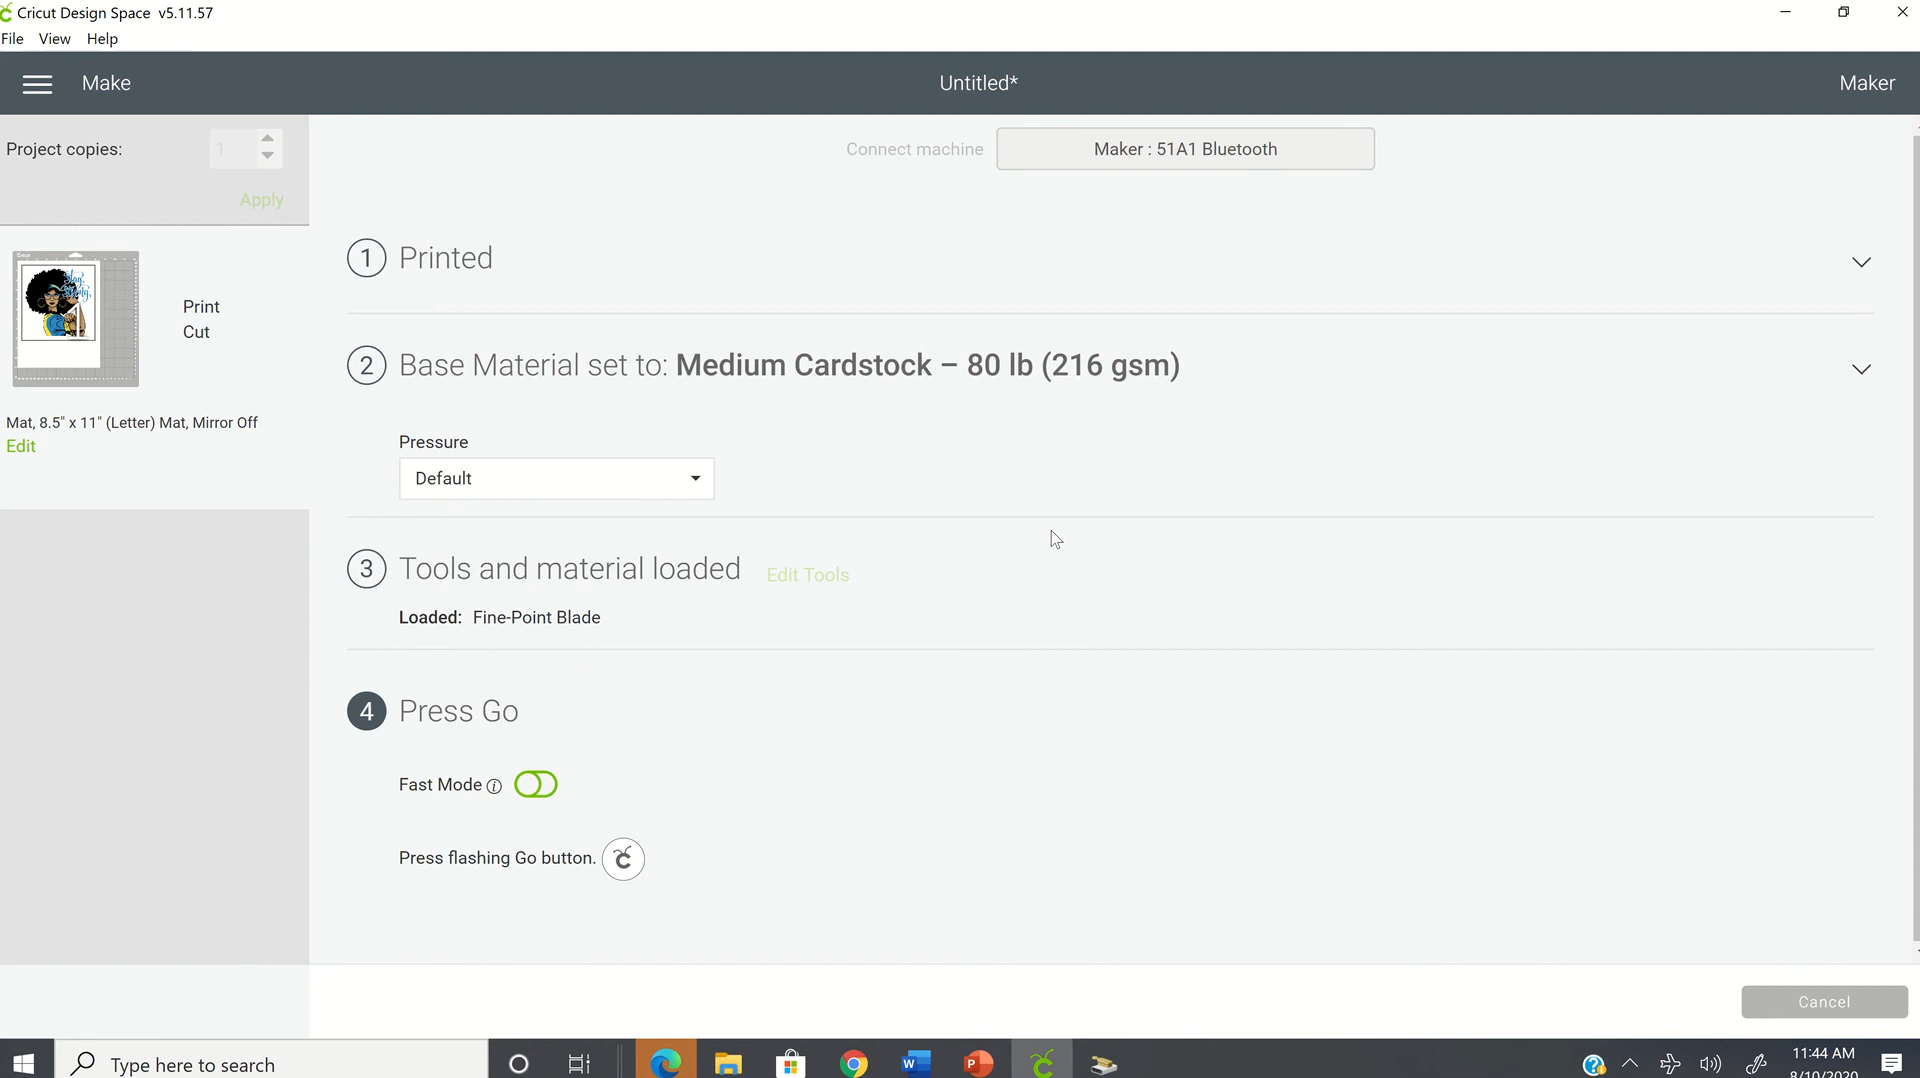 Cricut Design Space v5.11.57
File View Help
Make
Untitled*
Maker
Project copies: 1
Apply
Connect machine
Maker : 51A1 Bluetooth
1 Printed
Print
Cut
Mat, 8.5" x 11" (Letter) Mat, Mirror Off
Edit
2 Base Material set to: Medium Cardstock – 80 lb (216 gsm)
Pressure
Default
3 Tools and material loaded Edit Tools
Loaded: Fine-Point Blade
4 Press Go
Fast Mode
Press flashing Go button.
Cancel
Type here to search
11:44 AM
8/10/2020